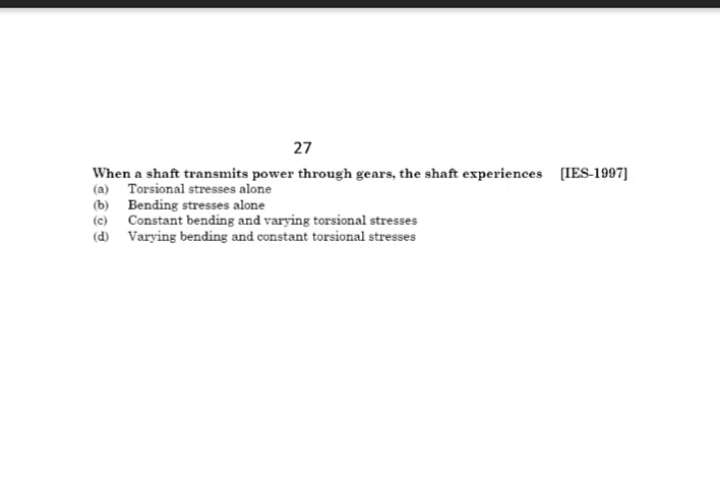 27
When a shaft transmits power through gears, the shaft experiences [IES-1997]
(a) Torsional stresses alone
(b) Bending stresses alone
(c) Constant bending and varying torsional stresses
(d) Varying bending and constant torsional stresses